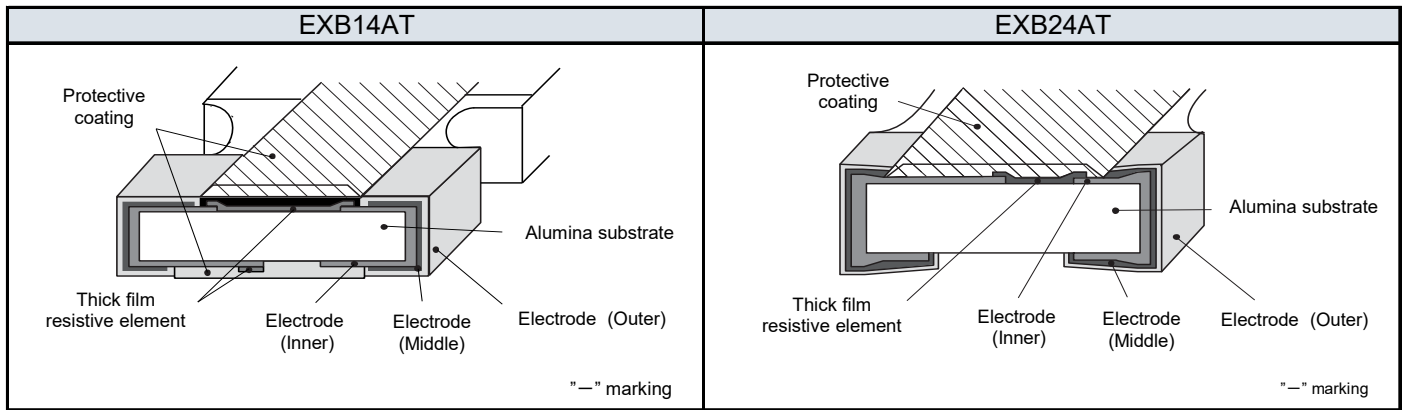 EXB14AT
EXB24AT
Protective
coating
Alumina substrate
Thick film
resistive element
Electrode
(Inner)
Electrode
(Middle)
Electrode (Outer)
”—” marking
Protective
coating
Alumina substrate
Thick film
resistive element
Electrode
(Inner)
Electrode
(Middle)
Electrode (Outer)
”—” marking